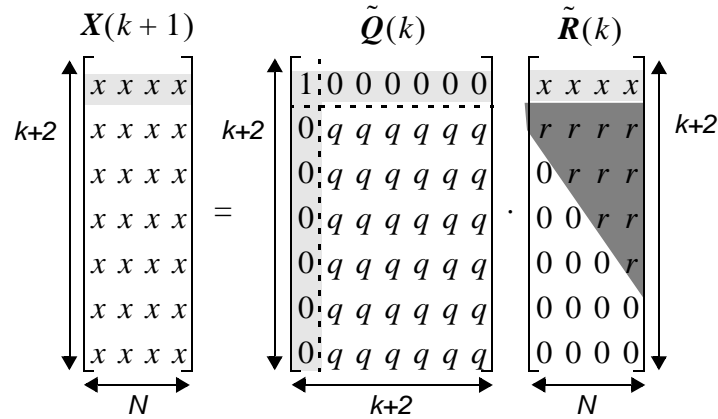 X(k + 1) Q̃(k) R̃(k)
x x x x 1 0 0 0 0 0 0 x x x x
k+2 x x x x k+2 0 q q q q q q r r r r k+2
x x x x 0 q q q q q q 0 r r r
x x x x = 0 q q q q q q · 0 0 r r
x x x x 0 q q q q q q 0 0 0 r
x x x x 0 q q q q q q 0 0 0 0
x x x x 0 q q q q q q 0 0 0 0
N k+2 N